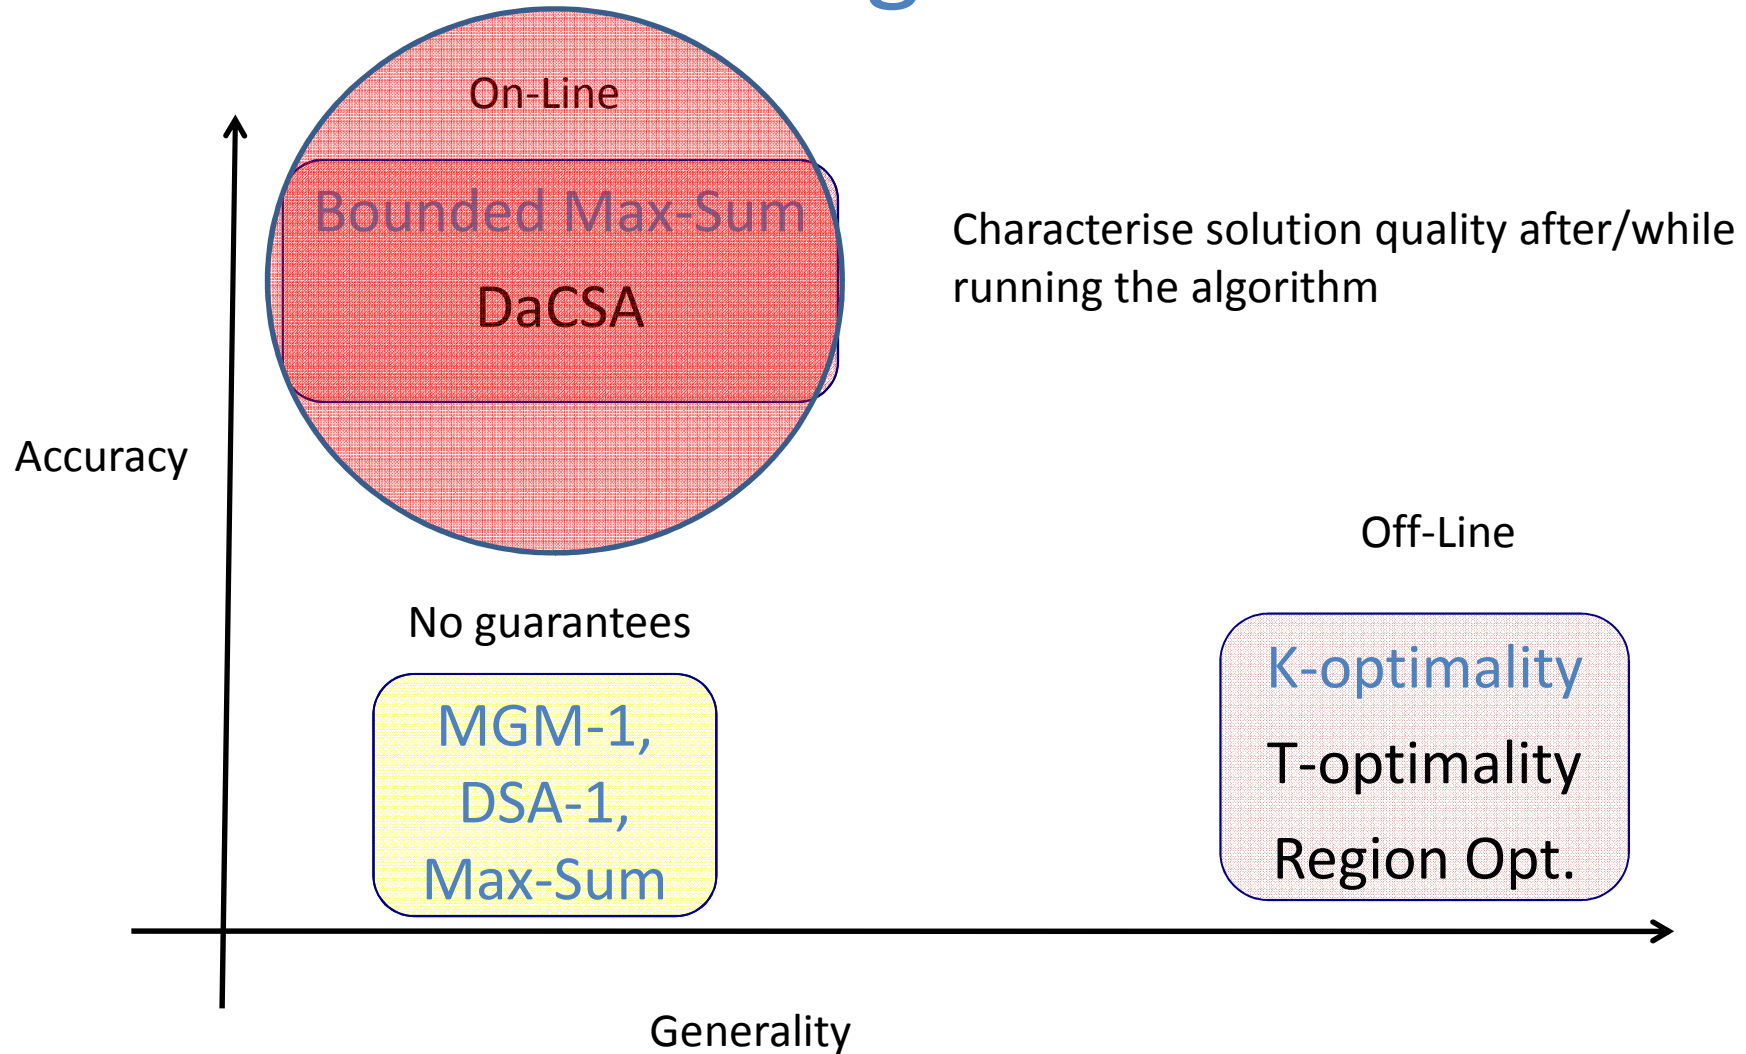 On-Line
Bounded Max-Sum
DaCSA
Characterise solution quality after/while
running the algorithm
Accuracy
Off-Line
No guarantees
K-optimality
T-optimality
Region Opt.
MGM-1,
DSA-1,
Max-Sum
Generality